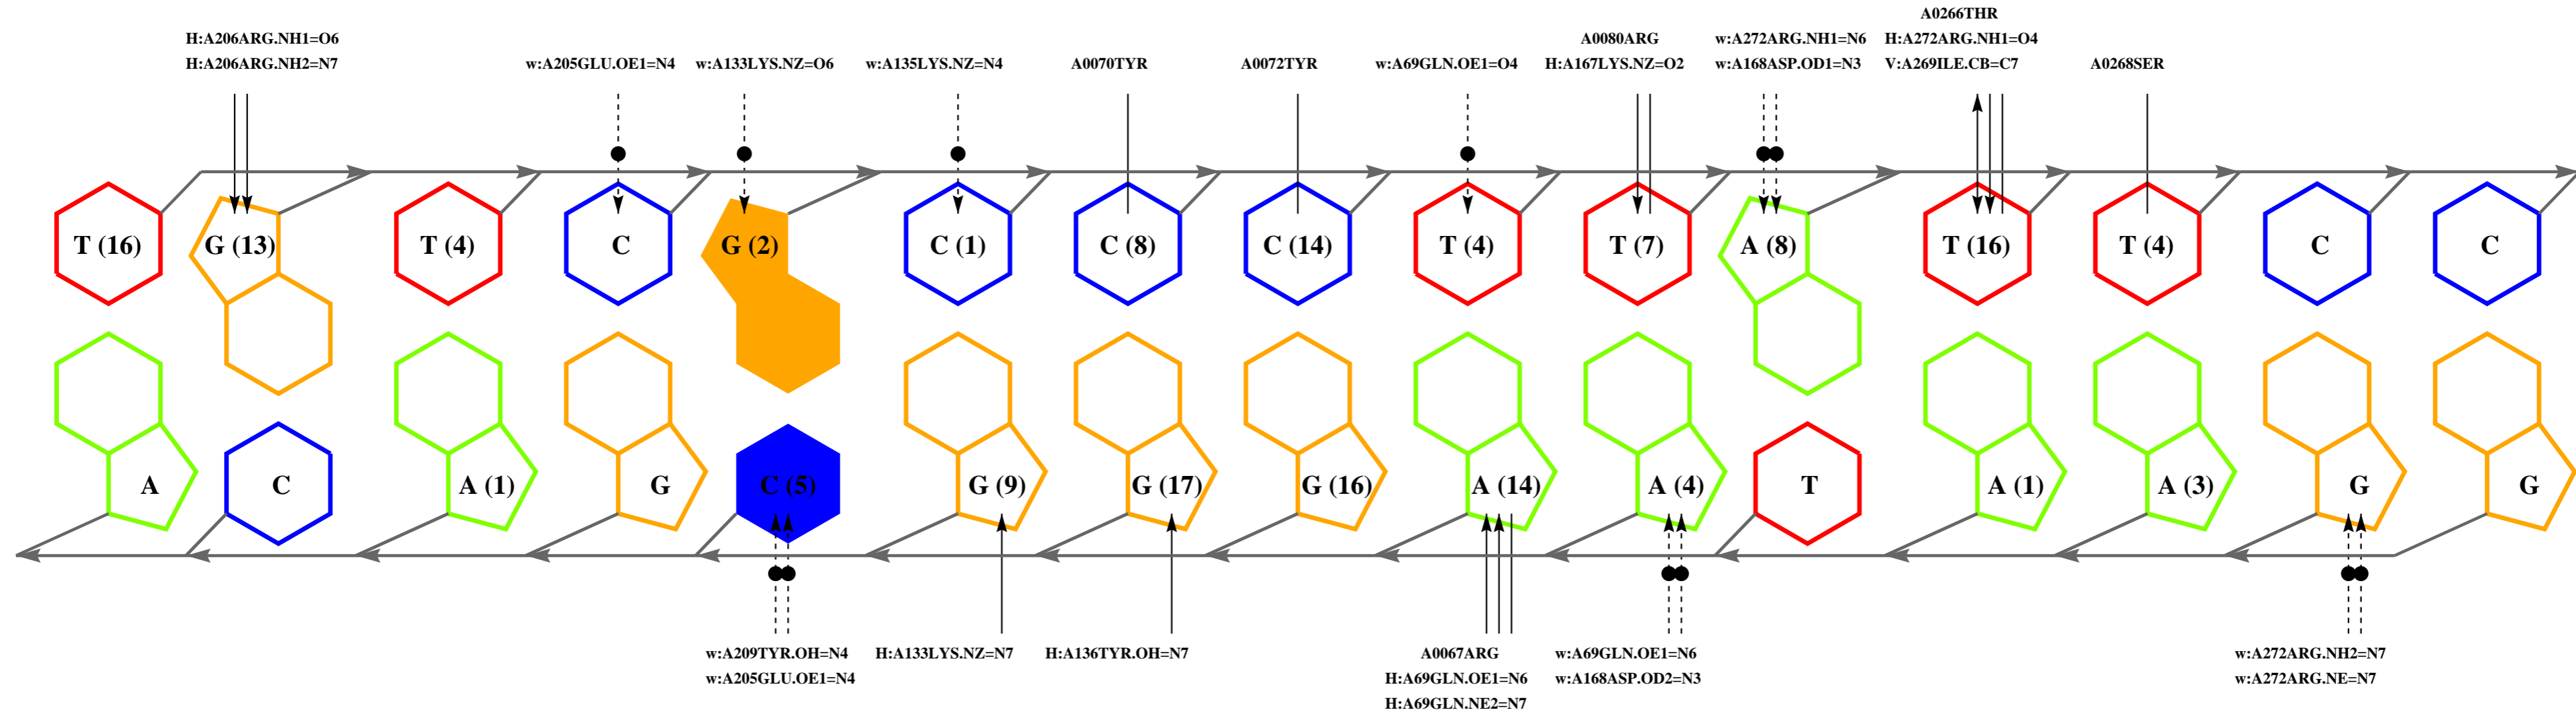 A0266THR
H:A206ARG.NH1=O6
A0080ARG
w:A272ARG.NH1=N6
H:A272ARG.NH1=O4
H:A206ARG.NH2=N7
w:A205GLU.OE1=N4
w:A133LYS.NZ=O6
w:A135LYS.NZ=N4
A0070TYR
A0072TYR
w:A69GLN.OE1=O4
H:A167LYS.NZ=O2
w:A168ASP.OD1=N3
V:A269ILE.CB=C7
A0268SER
T (16)
G (13)
T (4)
C
G (2)
C (1)
C (8)
C (14)
T (4)
T (7)
A (8)
T (16)
T (4)
C
C
A
C
A (1)
G
C (5)
G (9)
G (17)
G (16)
A (14)
A (4)
T
A (1)
A (3)
G
G
w:A209TYR.OH=N4
H:A133LYS.NZ=N7
H:A136TYR.OH=N7
A0067ARG
w:A69GLN.OE1=N6
w:A272ARG.NH2=N7
w:A205GLU.OE1=N4
H:A69GLN.OE1=N6
w:A168ASP.OD2=N3
w:A272ARG.NE=N7
H:A69GLN.NE2=N7